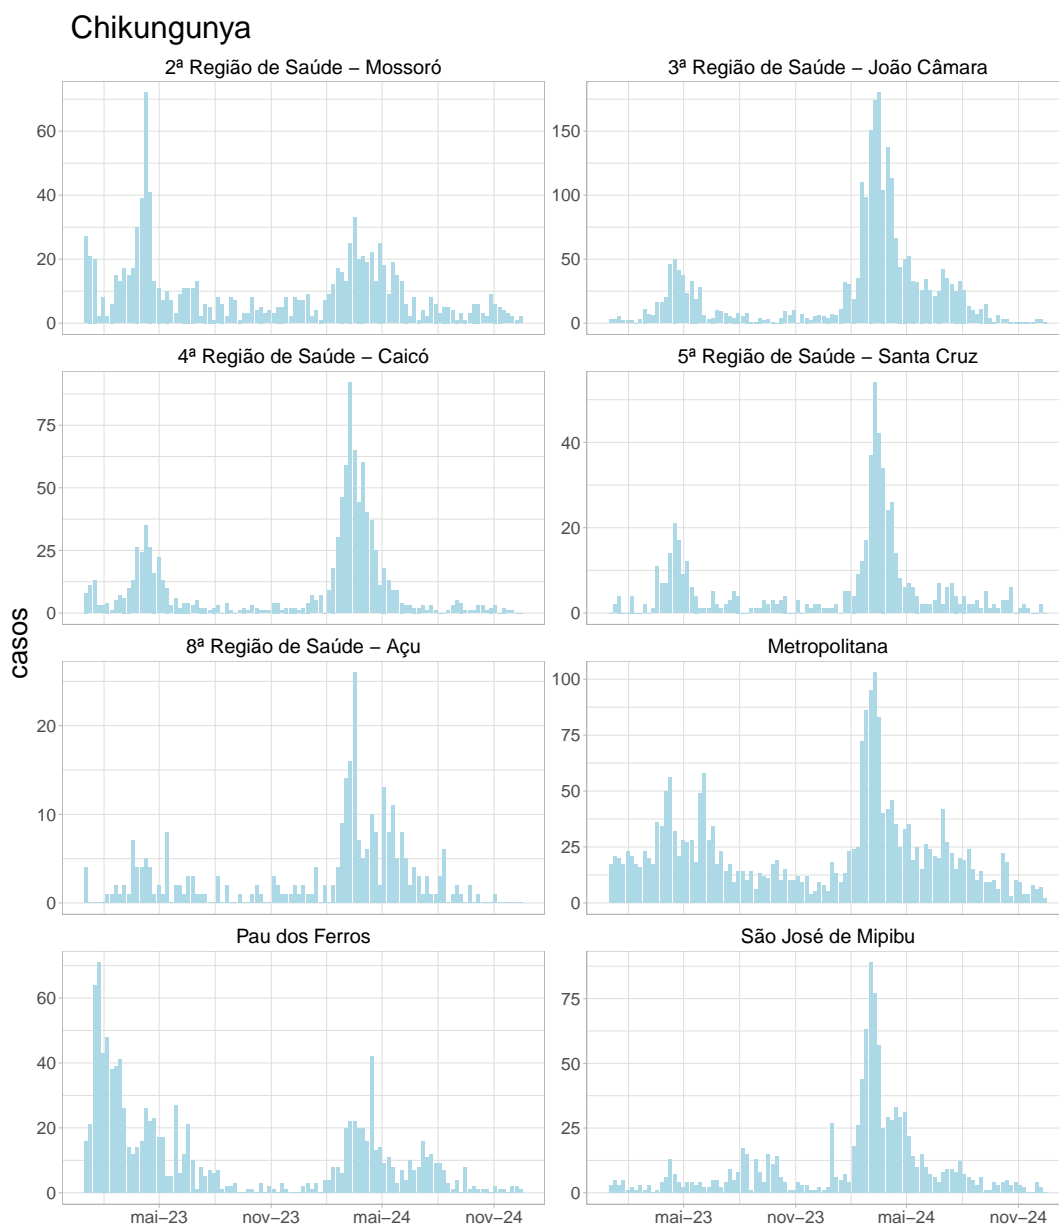 Chikungunya
2ª Região de Saúde – Mossoró
3ª Região de Saúde – João Câmara
60
40
20
0
150
100
50
0
4ª Região de Saúde – Caicó
5ª Região de Saúde – Santa Cruz
75
50
25
0
40
20
0
casos
8ª Região de Saúde – Açu
Metropolitana
20
10
0
100
75
50
25
0
Pau dos Ferros
São José de Mipibu
60
40
20
0
75
50
25
0
mai–23 nov–23 mai–24 nov–24
mai–23 nov–23 mai–24 nov–24